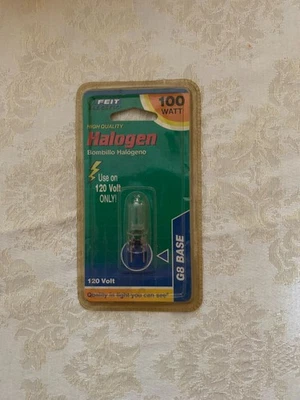 FEIT
100
WATT
HIGH QUALITY
Halogen
Bombillo Halógeno
Use on
120 Volt
ONLY!
G8 BASE
120 Volt
Quality in light you can see